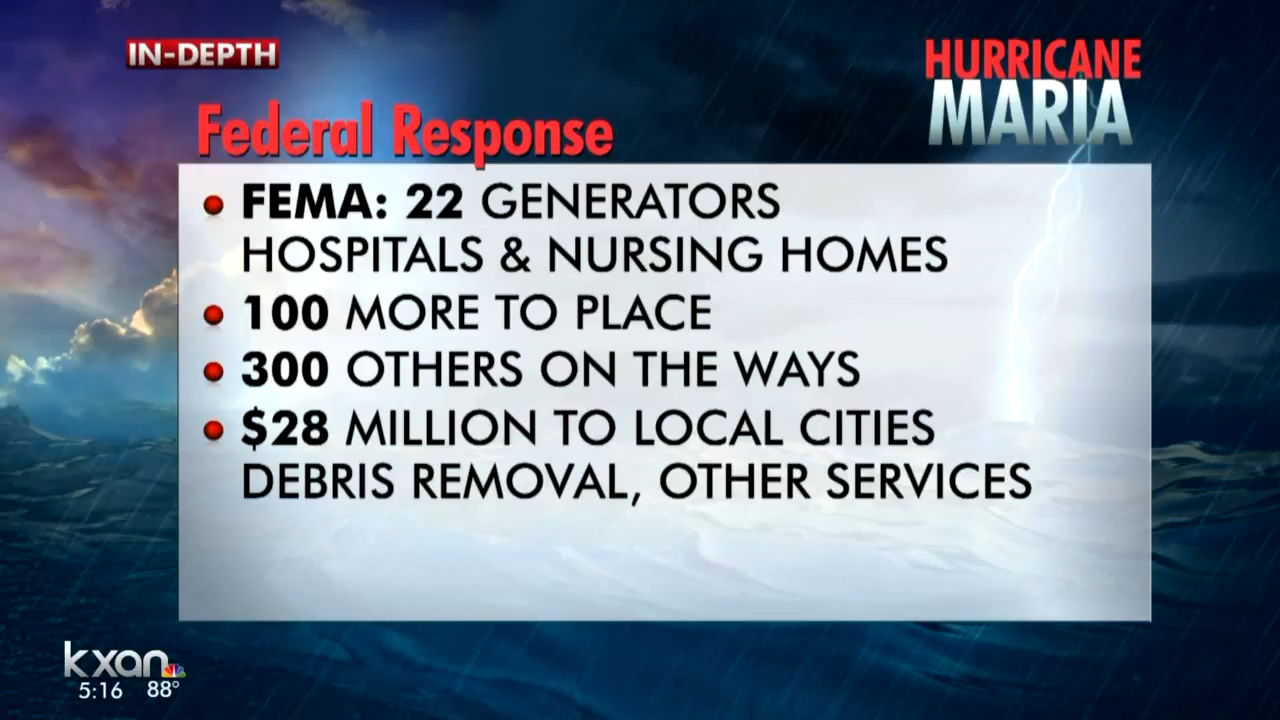 IN-DEPTH
HURRICANE
MARIA
Federal Response
• FEMA: 22 GENERATORS
HOSPITALS & NURSING HOMES
• 100 MORE TO PLACE
• 300 OTHERS ON THE WAYS
• $28 MILLION TO LOCAL CITIES
DEBRIS REMOVAL, OTHER SERVICES
kxan
5:16 88°